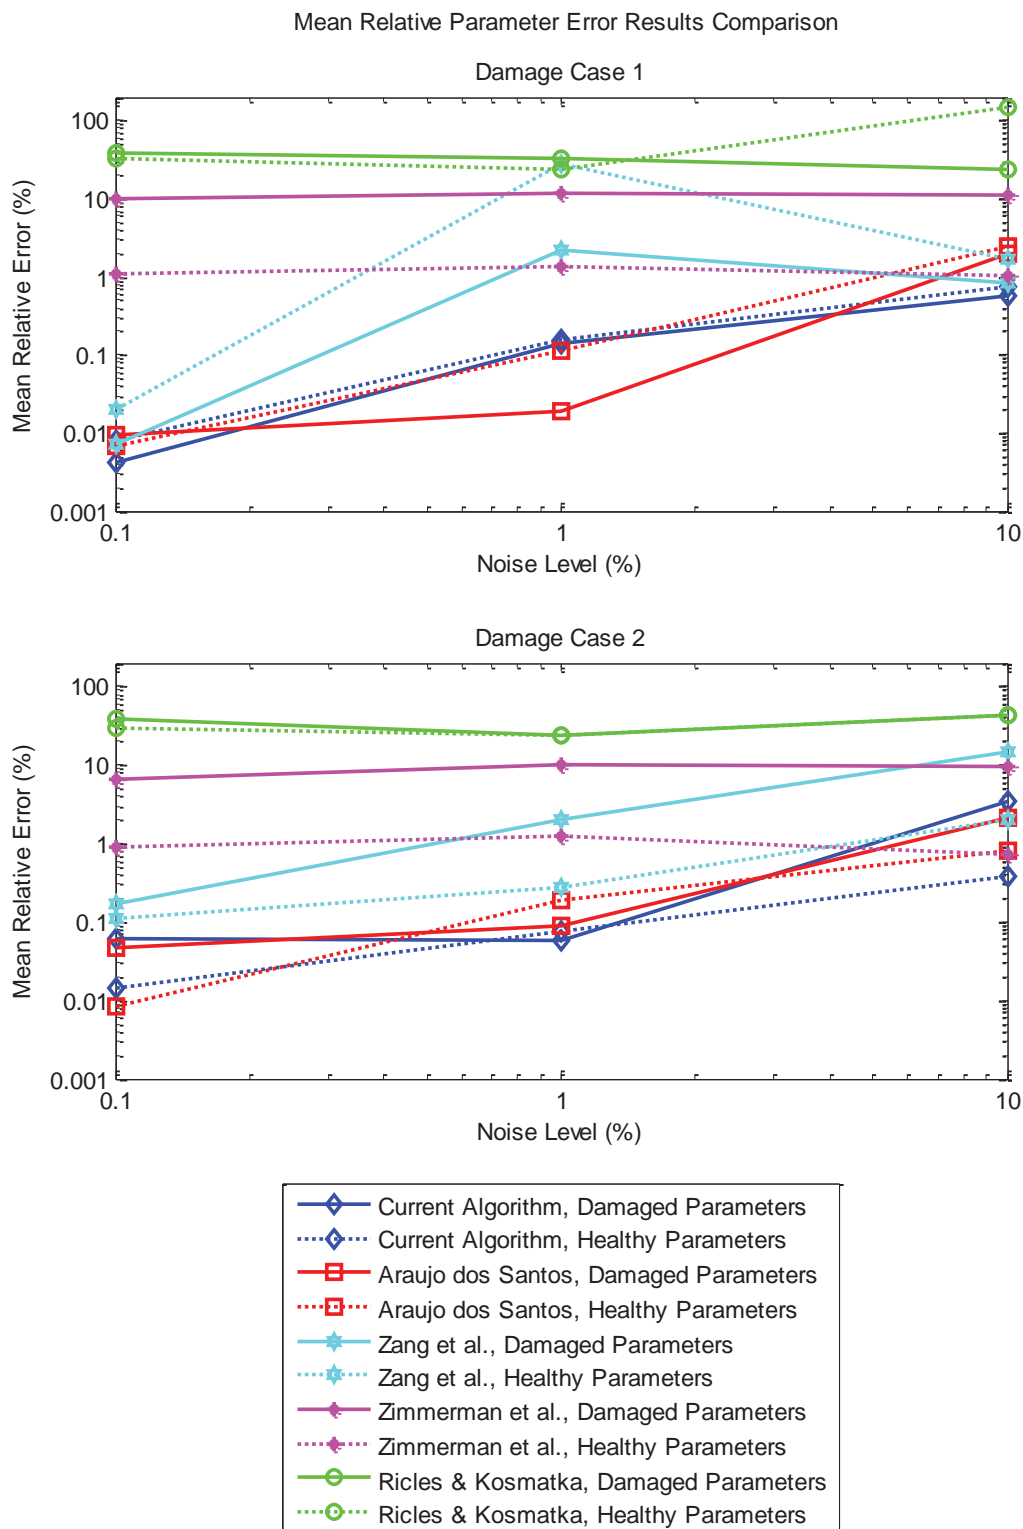 Mean Relative Parameter Error Results Comparison
Damage Case 1
Mean Relative Error (%)
100
10
1
0.1
0.01
0.001
0.1
1
10
Noise Level (%)
Damage Case 2
Mean Relative Error (%)
100
10
1
0.1
0.01
0.001
0.1
1
10
Noise Level (%)
Current Algorithm, Damaged Parameters
Current Algorithm, Healthy Parameters
Araujo dos Santos, Damaged Parameters
Araujo dos Santos, Healthy Parameters
Zang et al., Damaged Parameters
Zang et al., Healthy Parameters
Zimmerman et al., Damaged Parameters
Zimmerman et al., Healthy Parameters
Ricles & Kosmatka, Damaged Parameters
Ricles & Kosmatka, Healthy Parameters